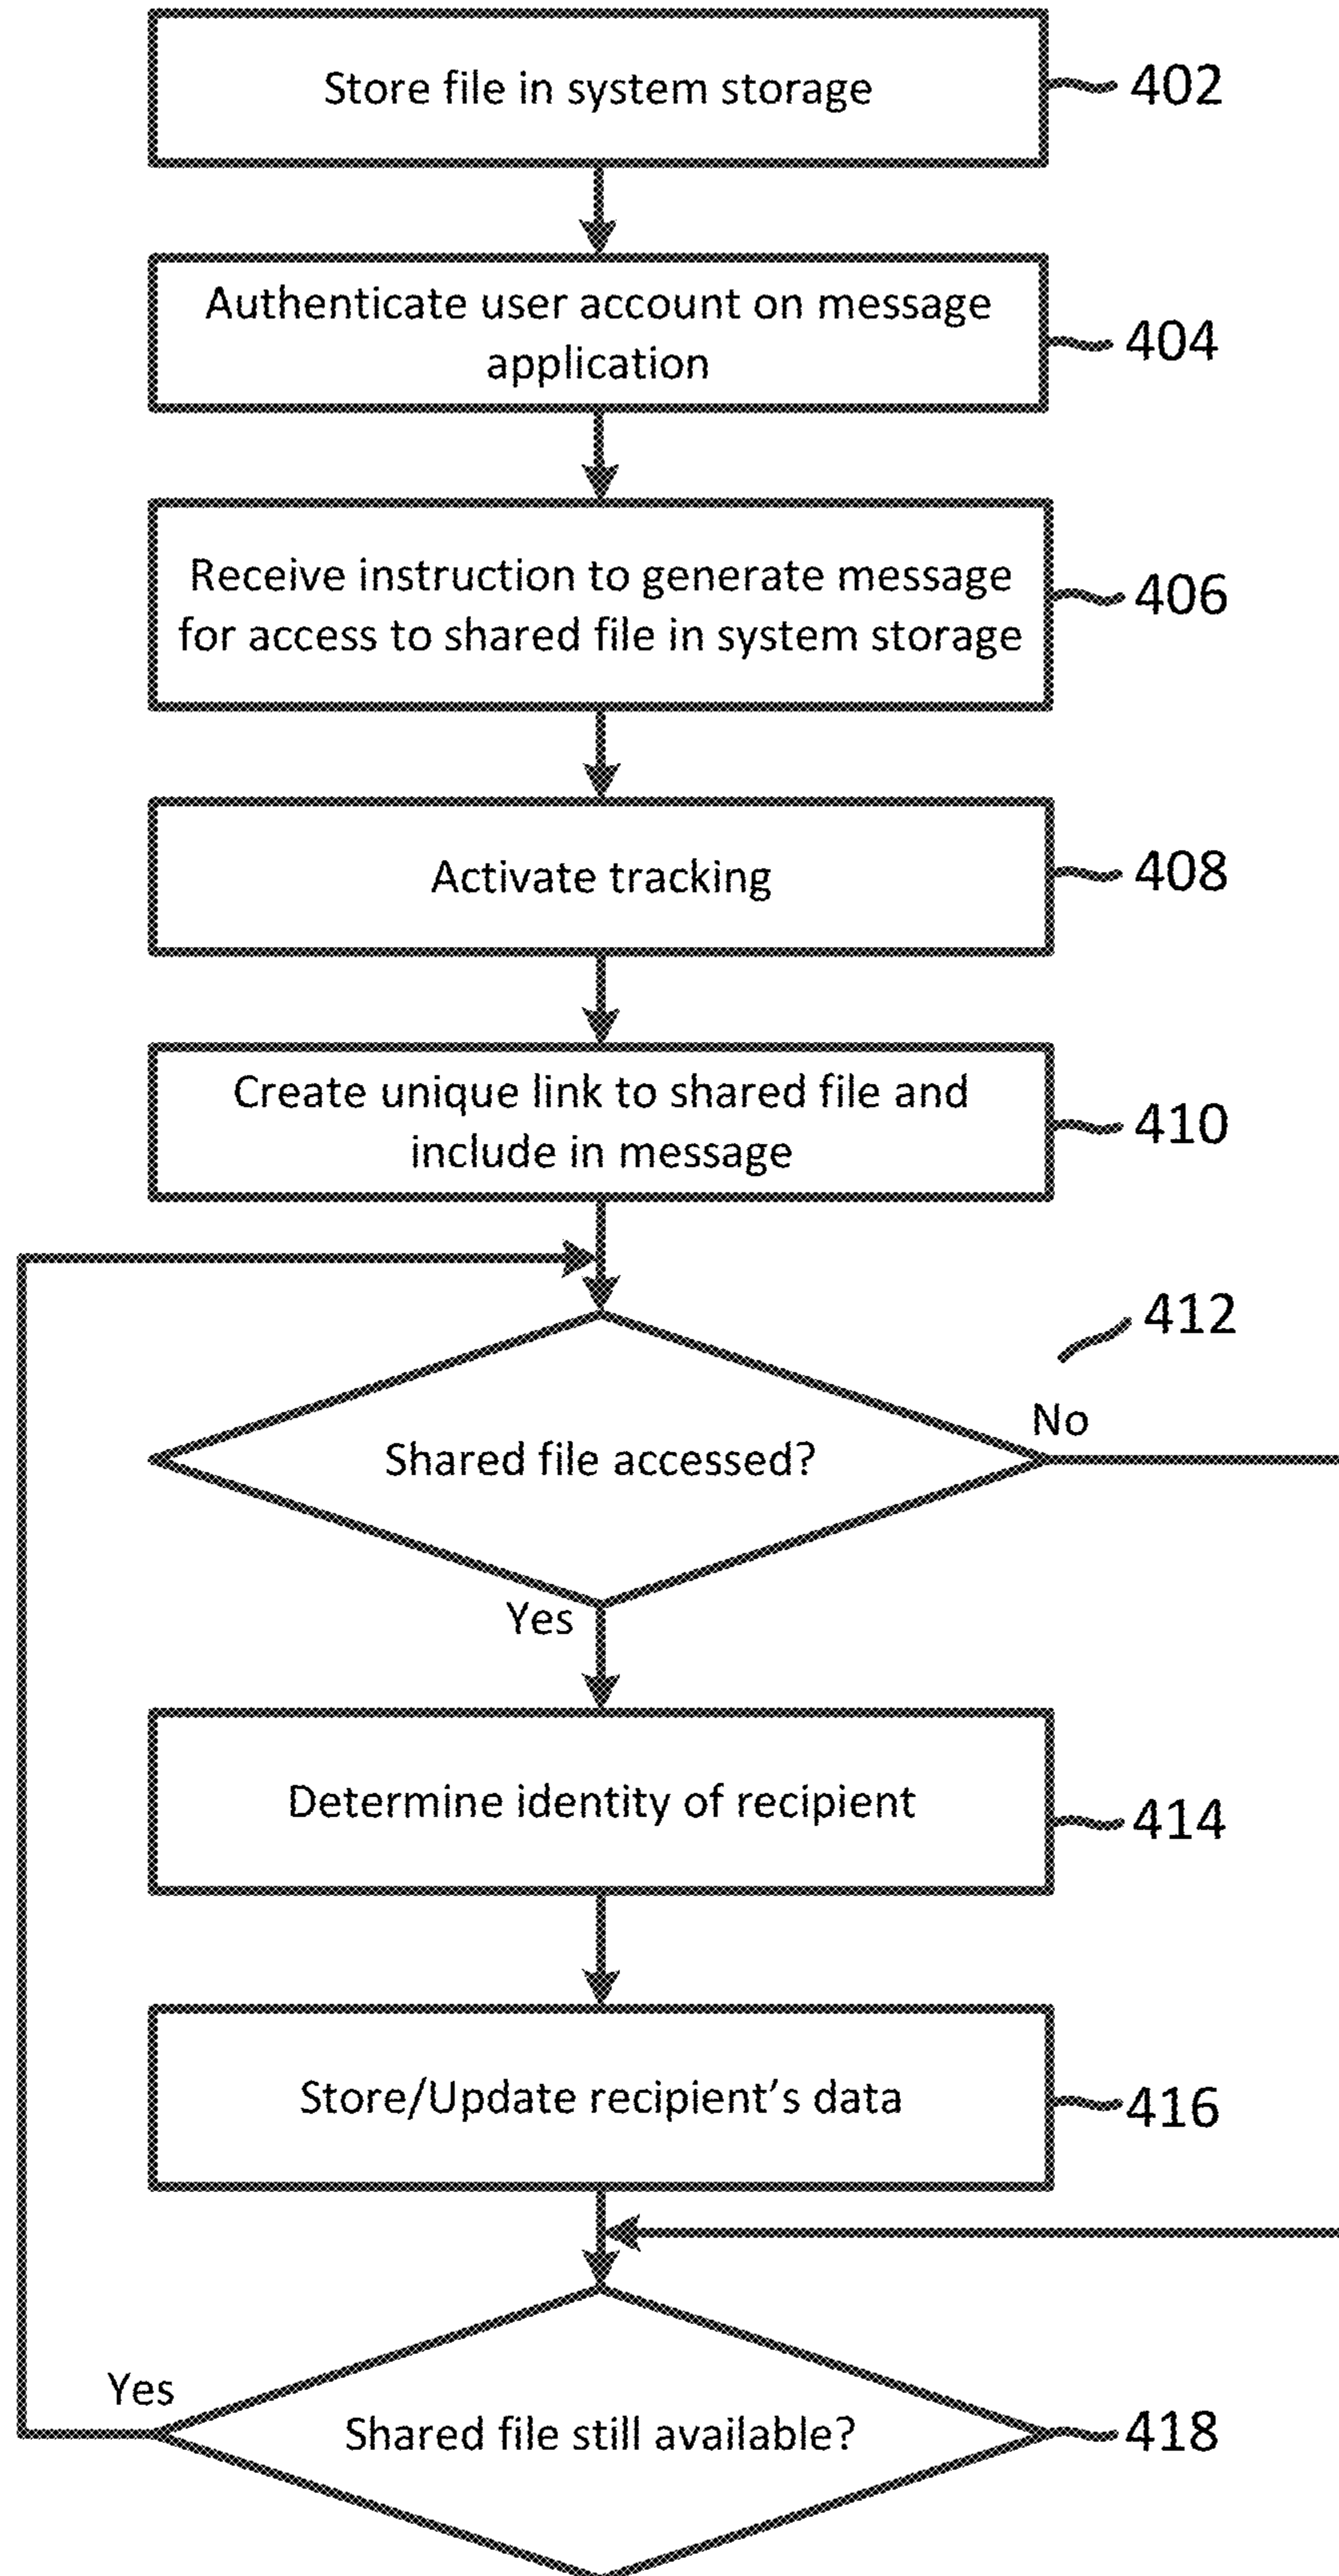 Store file in system storage
402
Authenticate user account on message
application
404
Receive instruction to generate message
for access to shared file in system storage
406
Activate tracking
408
Create unique link to shared file and
include in message
410
412
No
Shared file accessed?
Yes
Determine identity of recipient
414
Store/Update recipient's data
416
Yes
Shared file still available?
418